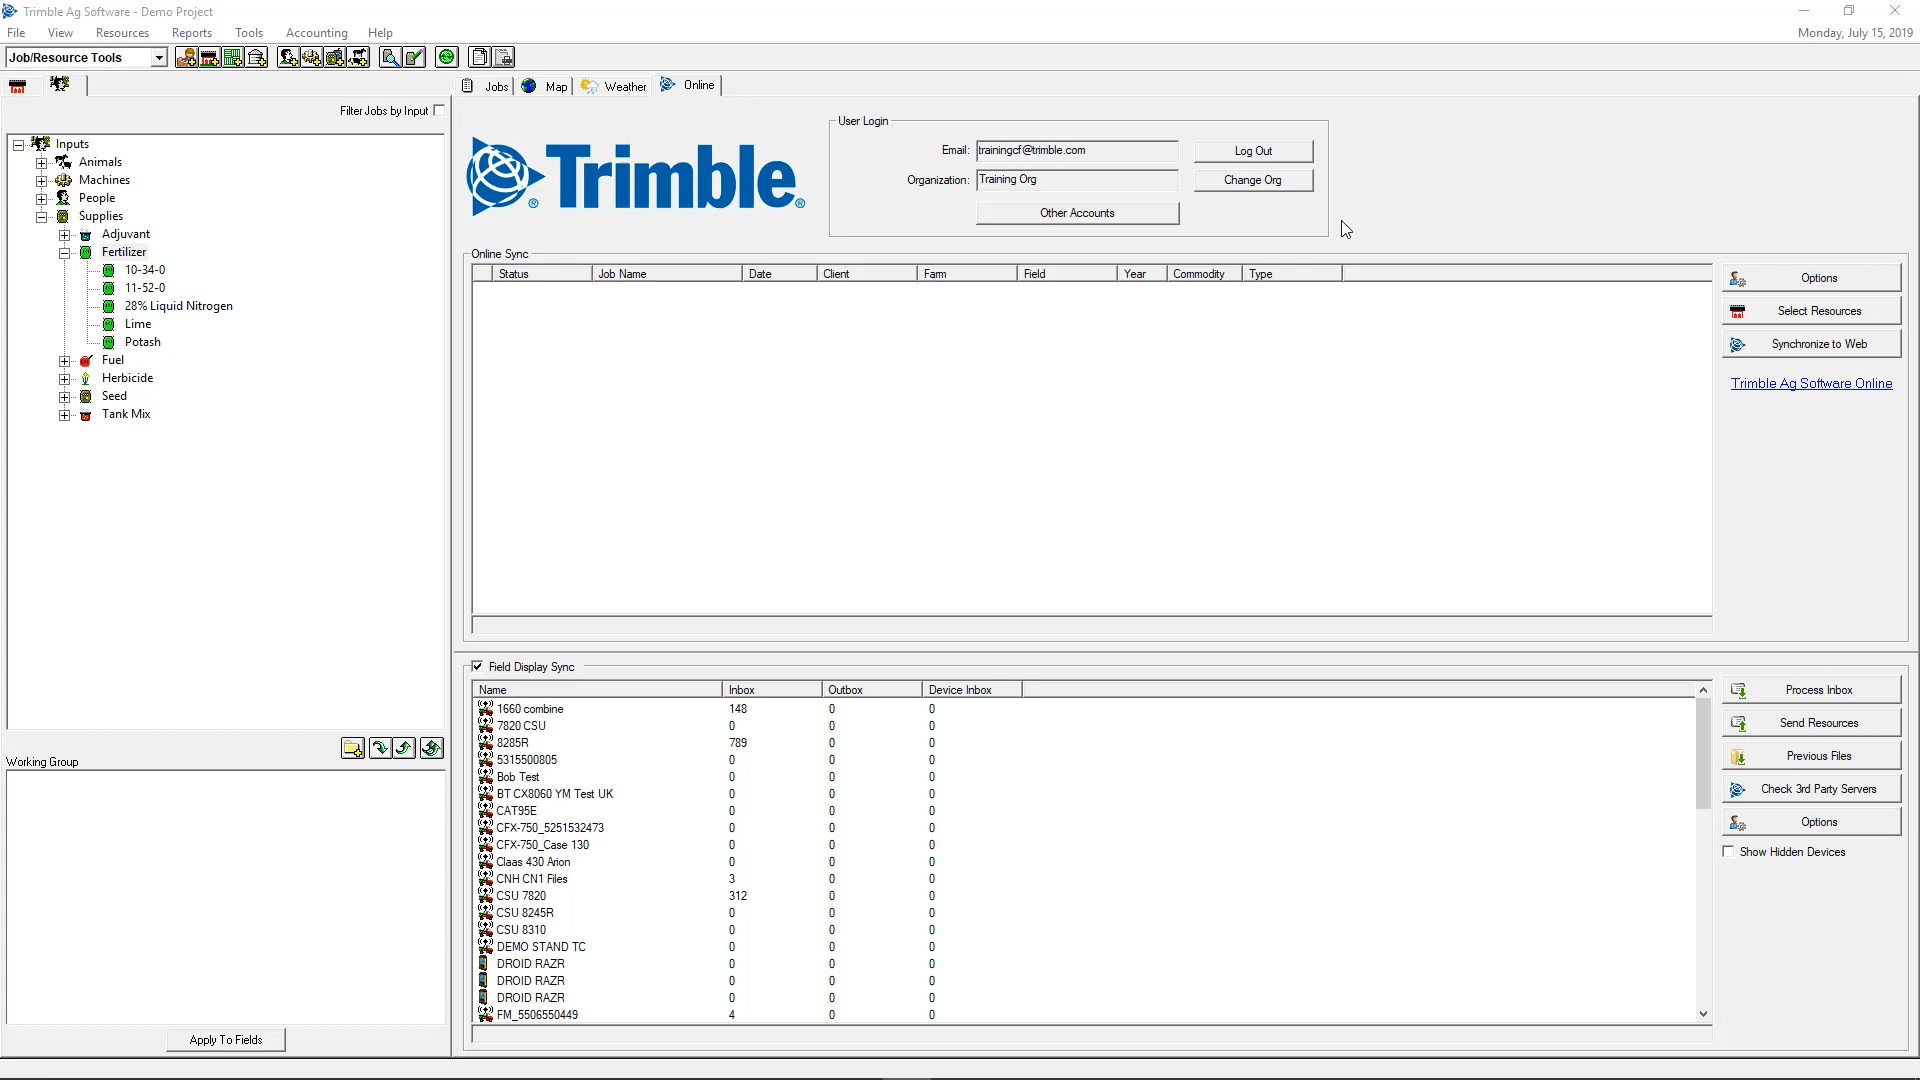 Trimble Ag Software - Demo Project
File View Resources Reports Tools Accounting Help
Monday, July 15, 2019
Job/Resource Tools
Jobs Map Weather Online
Filter Jobs by Input
Inputs
Animals
Machines
People
Supplies
Adjuvant
Fertilizer
10-34-0
11-52-0
28% Liquid Nitrogen
Lime
Potash
Fuel
Herbicide
Seed
Tank Mix
Working Group
Apply To Fields
Trimble®
User Login
Email: trainingcf@trimble.com Log Out
Organization: Training Org Change Org
Other Accounts
Online Sync
Status Job Name Date Client Farm Field Year Commodity Type
Options
Select Resources
Synchronize to Web
Trimble Ag Software Online
Field Display Sync
Name Inbox Outbox Device Inbox
1660 combine 148 0 0
7820 CSU 0 0 0
8285R 789 0 0
5315500805 0 0 0
Bob Test 0 0 0
BT CX8060 YM Test UK 0 0 0
CAT95E 0 0 0
CFX-750_5251532473 0 0 0
CFX-750_Case 130 0 0 0
Claas 430 Arion 0 0 0
CNH CN1 Files 3 0 0
CSU 7820 312 0 0
CSU 8245R 0 0 0
CSU 8310 0 0 0
DEMO STAND TC 0 0 0
DROID RAZR 0 0 0
DROID RAZR 0 0 0
DROID RAZR 0 0 0
FM_5506550449 4 0 0
Process Inbox
Send Resources
Previous Files
Check 3rd Party Servers
Options
Show Hidden Devices